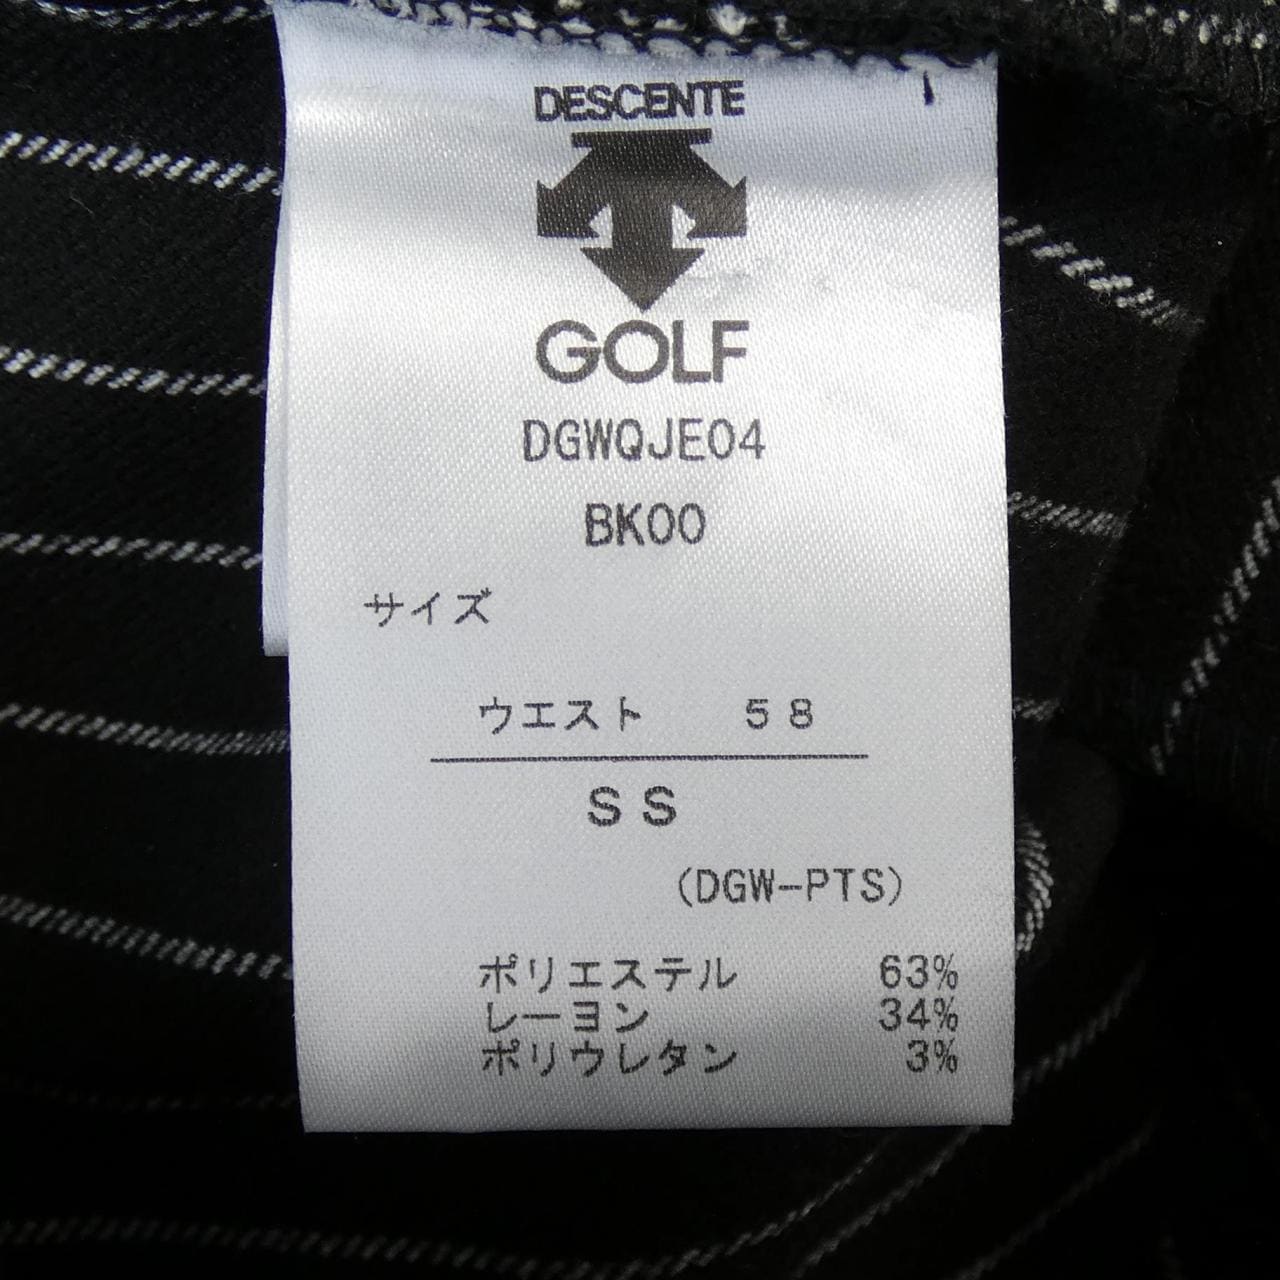 DESCENTE
GOLF
DGWQJE04
BK00
サイズ
ウエスト 58
SS
(DGW-PTS)
ポリエステル 63%
レーヨン 34%
ポリウレタン 3%